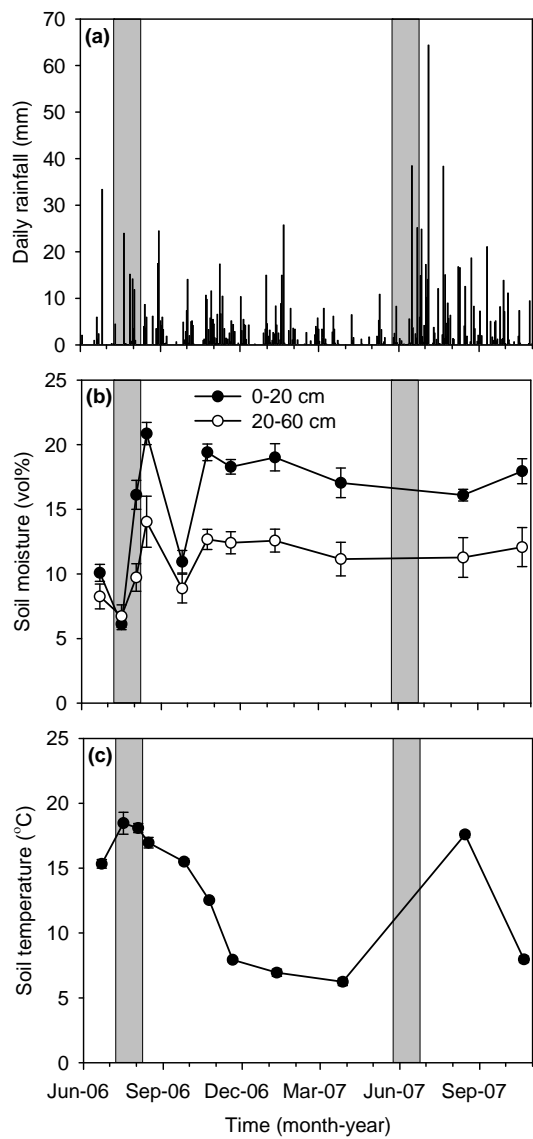 (a)
Daily rainfall (mm)
70
60
50
40
30
20
10
0
(b)
0-20 cm
20-60 cm
Soil moisture (vol%)
25
20
15
10
5
0
(c)
Soil temperature (°C)
25
20
15
10
5
0
Jun-06 Sep-06 Dec-06 Mar-07 Jun-07 Sep-07
Time (month-year)